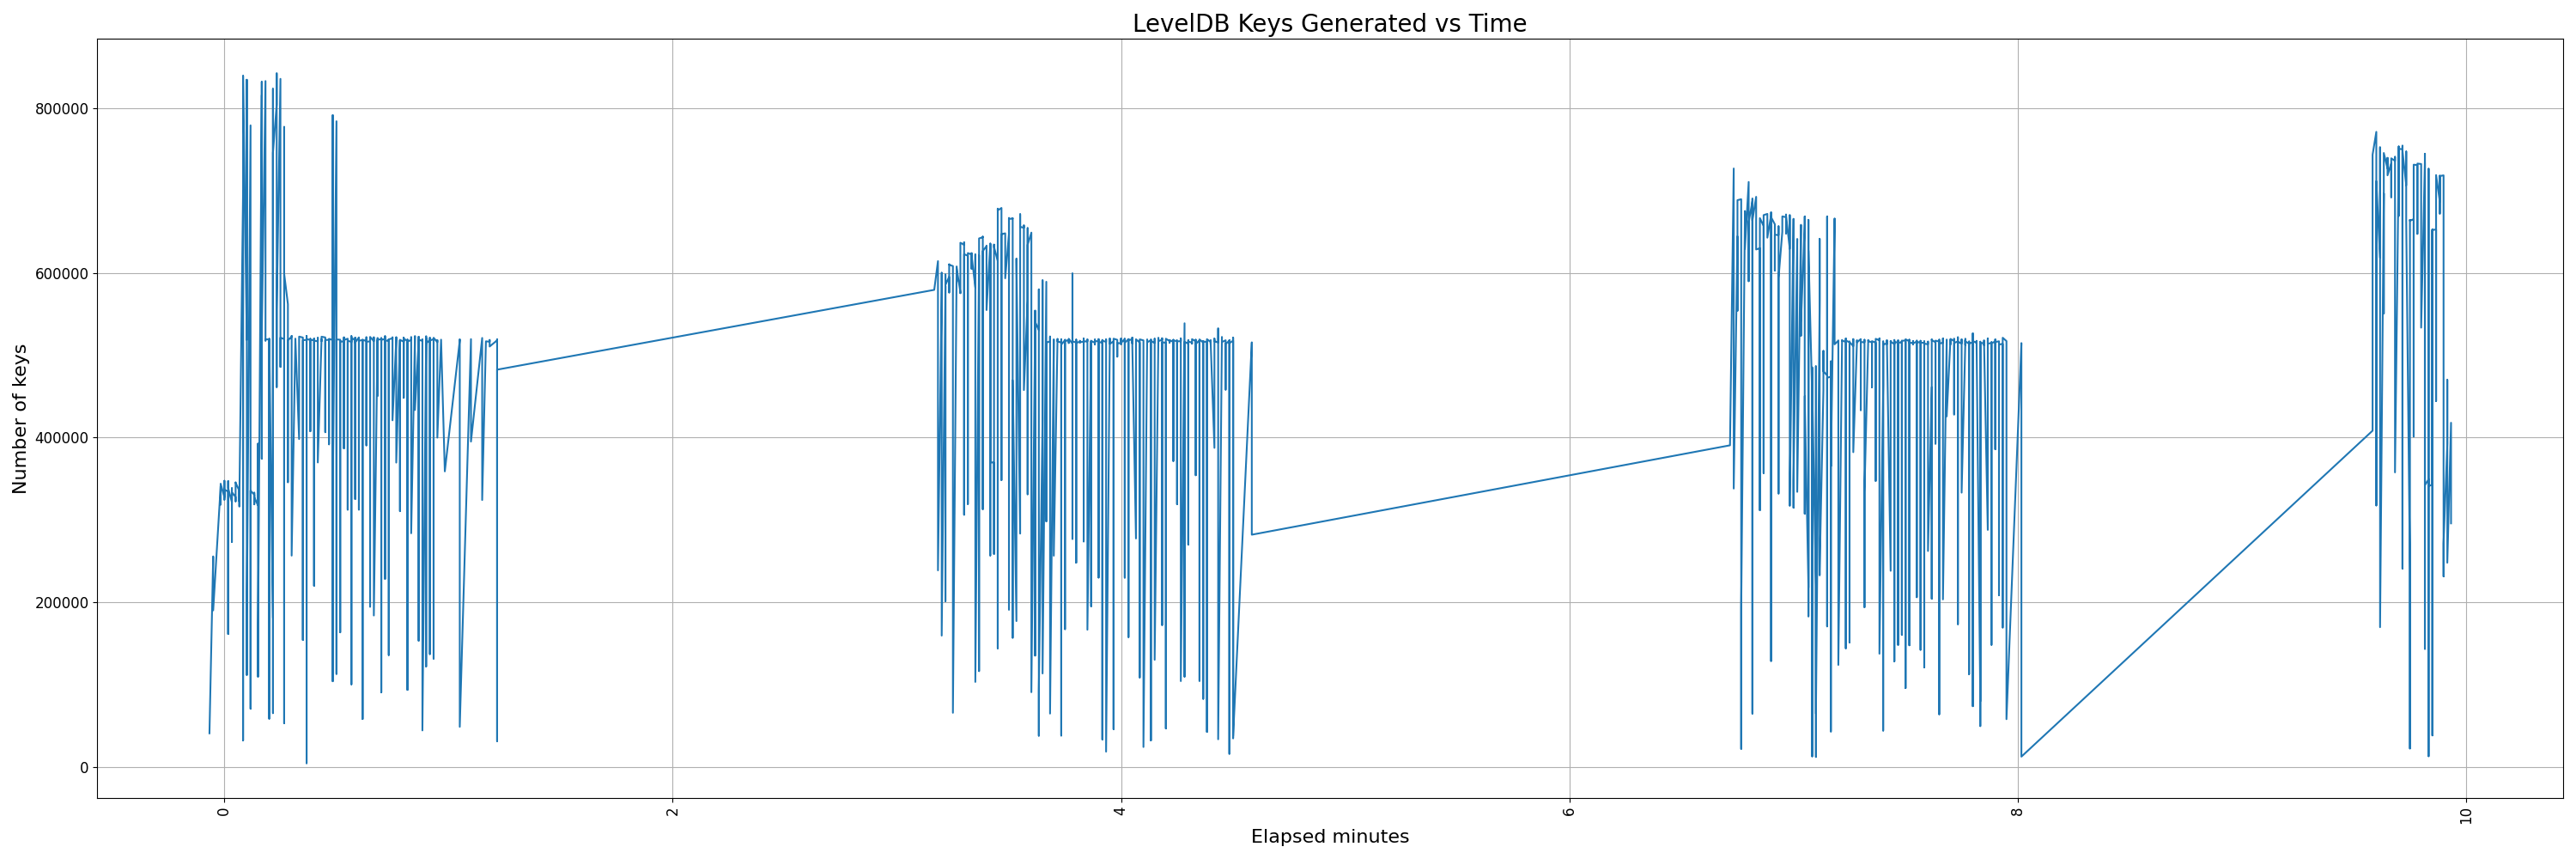 LevelDB Keys Generated vs Time
800000
600000
400000
200000
0
Number of keys
0 2 4 6 8 10
Elapsed minutes